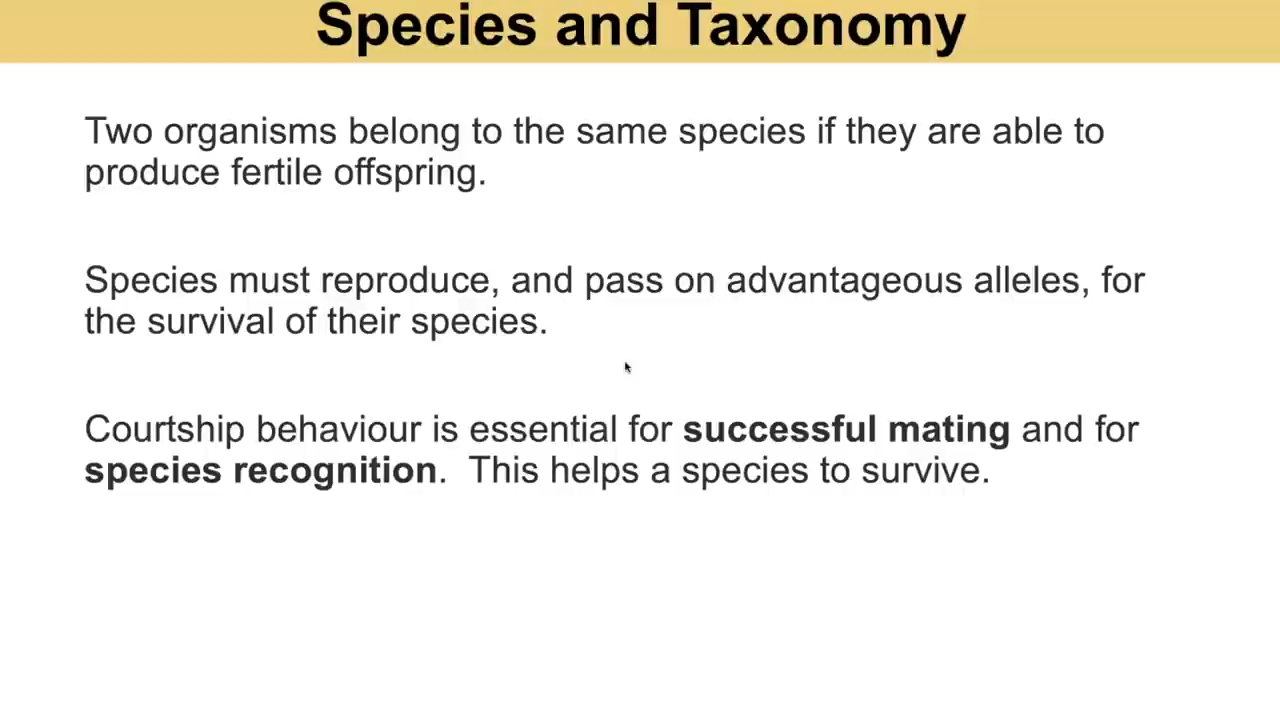 Species and Taxonomy
Two organisms belong to the same species if they are able to
produce fertile offspring.
Species must reproduce, and pass on advantageous alleles, for
the survival of their species.
Courtship behaviour is essential for successful mating and for
species recognition.  This helps a species to survive.